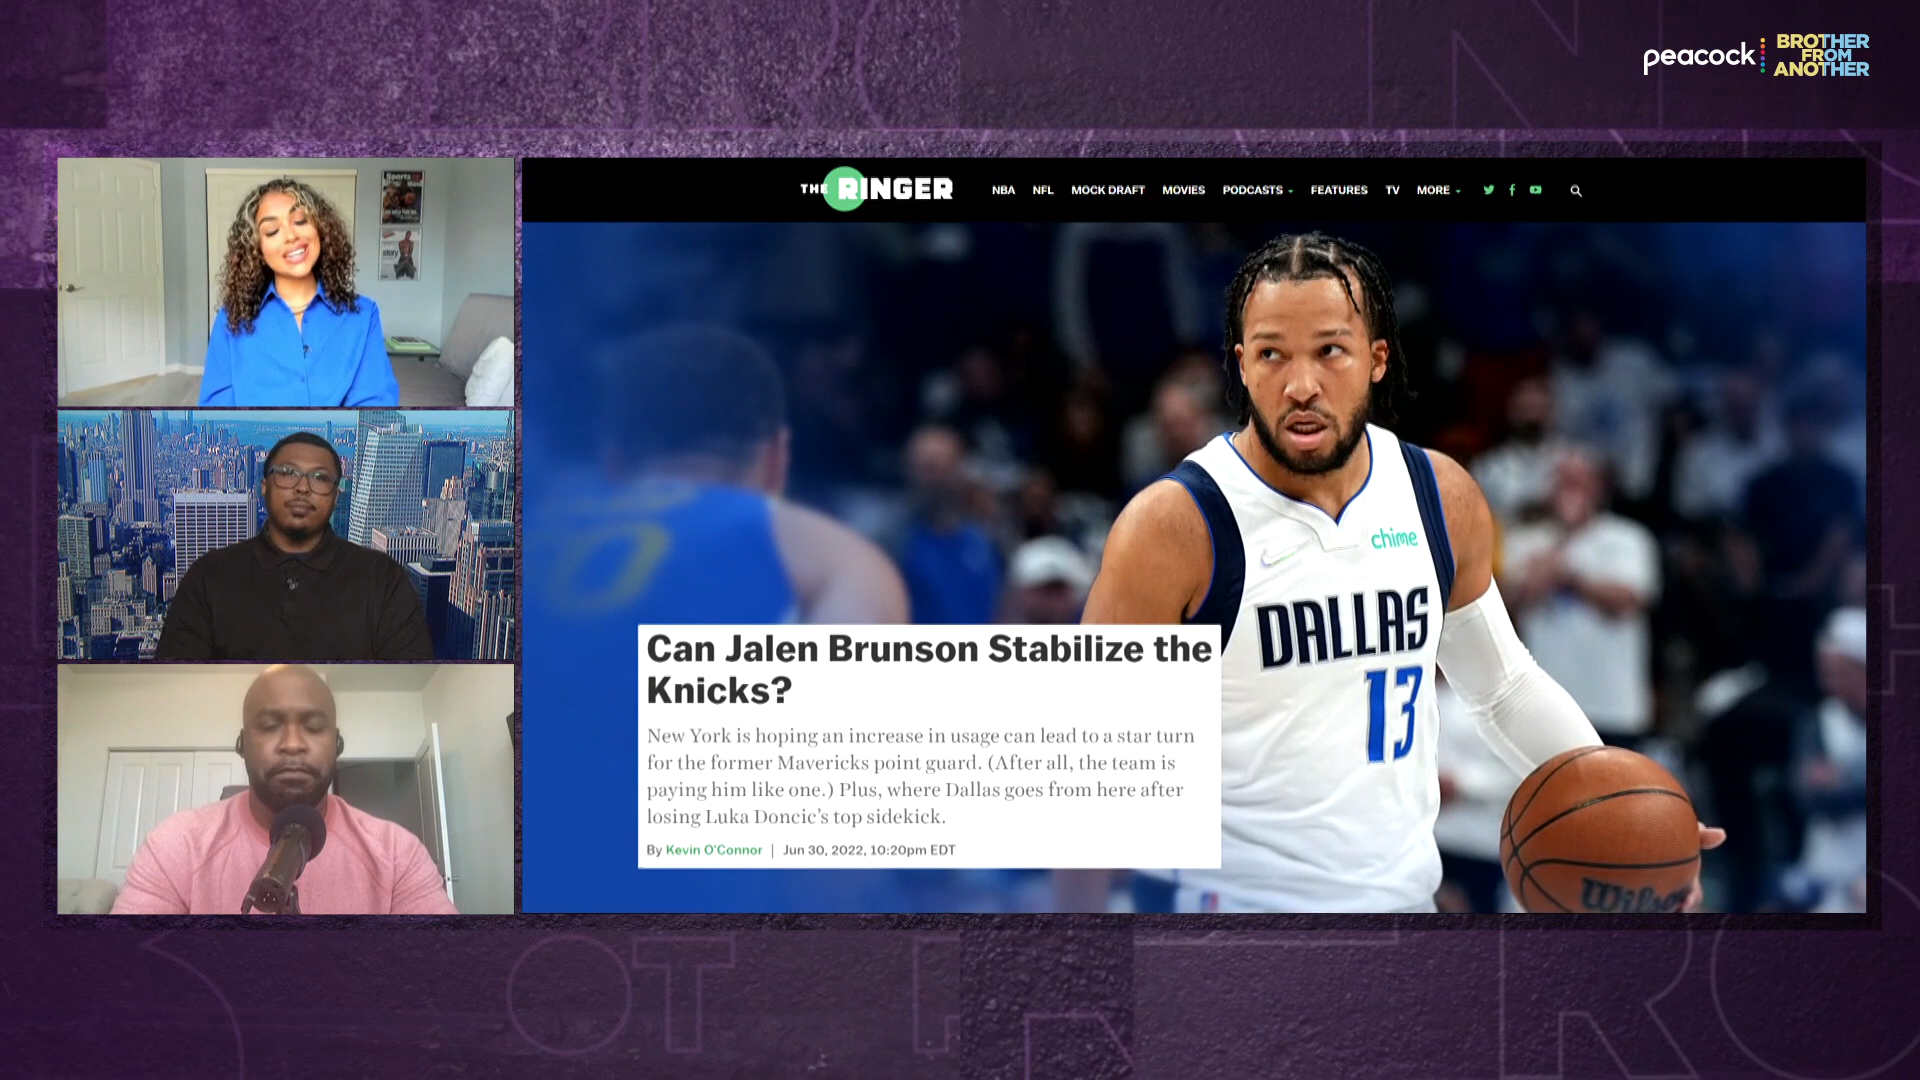 peacock
BROTHER
FROM
ANOTHER
THE RINGER
NBA NFL MOCK DRAFT MOVIES PODCASTS FEATURES TV MORE
Sports
story
chime
DALLAS
13
Can Jalen Brunson Stabilize the
Knicks?
New York is hoping an increase in usage can lead to a star turn
for the former Mavericks point guard. (After all, the team is
paying him like one.) Plus, where Dallas goes from here after
losing Luka Doncic's top sidekick.
By Kevin O'Connor | Jun 30, 2022, 10:20pm EDT
Wilson